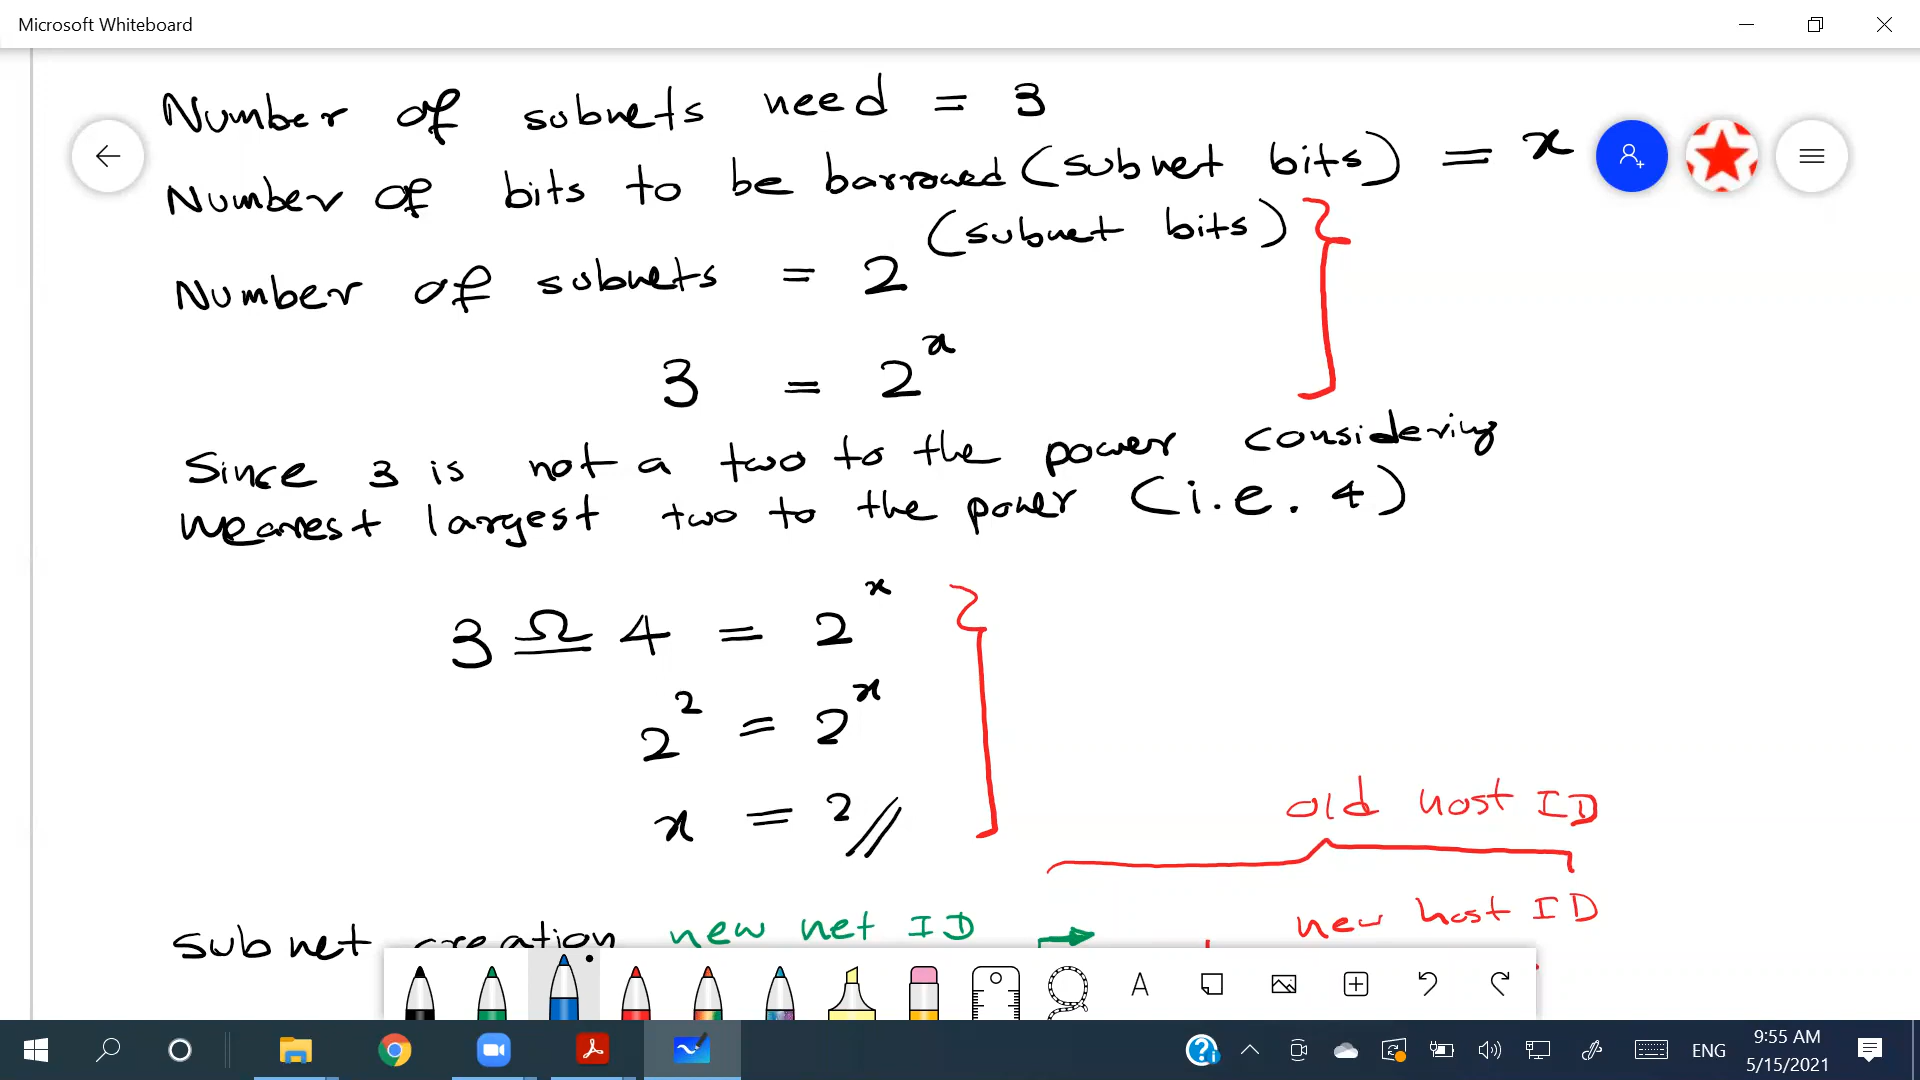 Microsoft Whiteboard
Number of subnets need = 3
Number of bits to be barrowed (subnet bits) = x
(subnet bits)
Number of subnets = 2
3 = 2^x
Since 3 is not a two to the power considering
nearest largest two to the power (i.e. 4)
3 Ω 4 = 2^x
2^2 = 2^x
x = 2//
old host ID
new host ID
subnet creation new net ID
A
ENG
9:55 AM
5/15/2021